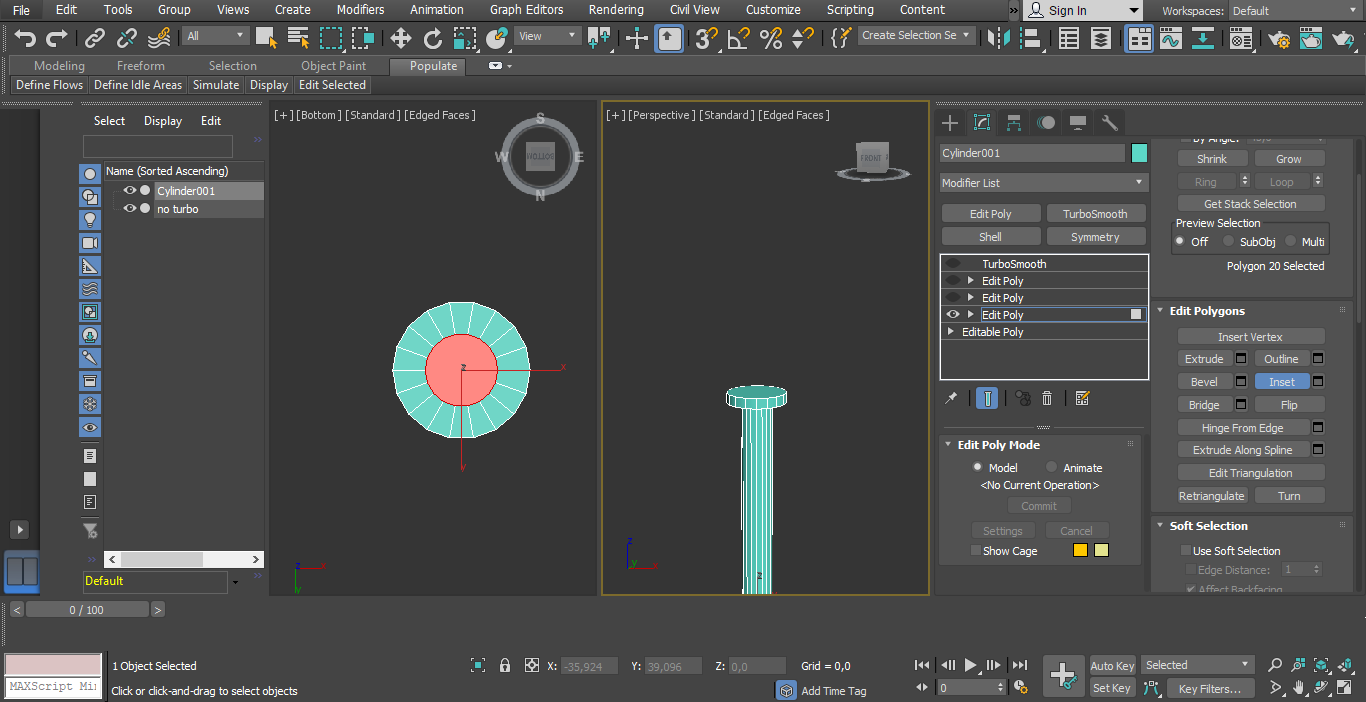 File Edit Tools Group Views Create Modifiers Animation Graph Editors Rendering Civil View Customize Scripting Content » Sign In Workspaces: Default
All View 3 Create Selection Se
Modeling Freeform Selection Object Paint Populate
Define Flows Define Idle Areas Simulate Display Edit Selected
Select Display Edit
Name (Sorted Ascending)
Cylinder001
no turbo
Default
[+] [Bottom] [Standard] [Edged Faces]
S
W E
N
BOTTOM
z x
y
z x
y
[+] [Perspective] [Standard] [Edged Faces]
FRONT
z
z
y x
Cylinder001
Modifier List
Edit Poly TurboSmooth
Shell Symmetry
TurboSmooth
Edit Poly
Edit Poly
Edit Poly
Editable Poly
Edit Poly Mode
Model Animate
<No Current Operation>
Commit
Settings Cancel
Show Cage
By Angle:
Shrink Grow
Ring Loop
Get Stack Selection
Preview Selection
Off SubObj Multi
Polygon 20 Selected
Edit Polygons
Insert Vertex
Extrude Outline
Bevel Inset
Bridge Flip
Hinge From Edge
Extrude Along Spline
Edit Triangulation
Retriangulate Turn
Soft Selection
Use Soft Selection
Edge Distance: 1
Affect Backfacing
< 0 / 100 >
1 Object Selected X: -35,924 Y: 39,096 Z: 0,0 Grid = 0,0 Auto Key Selected
MAXScript Mi Click or click-and-drag to select objects Add Time Tag 0 Set Key Key Filters...